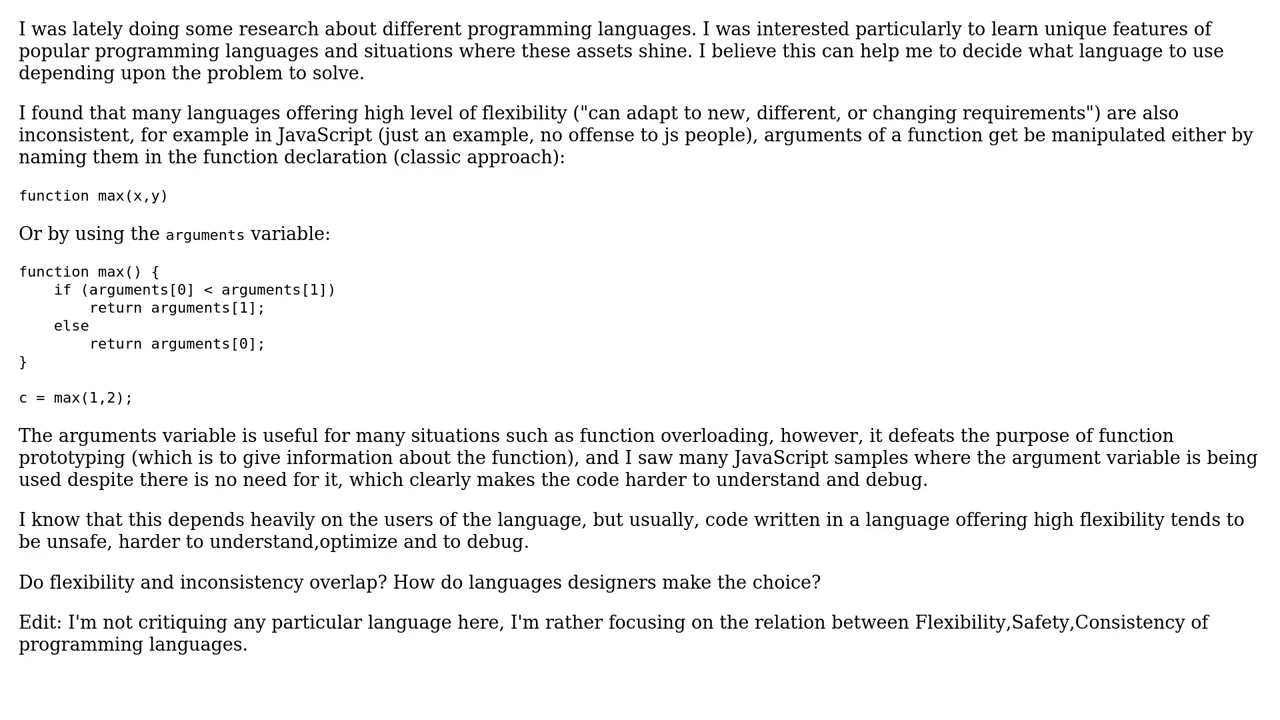 I was lately doing some research about different programming languages. I was interested particularly to learn unique features of
popular programming languages and situations where these assets shine. I believe this can help me to decide what language to use
depending upon the problem to solve.
I found that many languages offering high level of flexibility ("can adapt to new, different, or changing requirements") are also
inconsistent, for example in JavaScript (just an example, no offense to js people), arguments of a function get be manipulated either by
naming them in the function declaration (classic approach):
function max(x,y)
Or by using the arguments variable:
function max() {
    if (arguments[0] < arguments[1])
        return arguments[1];
    else
        return arguments[0];
}
c = max(1,2);
The arguments variable is useful for many situations such as function overloading, however, it defeats the purpose of function
prototyping (which is to give information about the function), and I saw many JavaScript samples where the argument variable is being
used despite there is no need for it, which clearly makes the code harder to understand and debug.
I know that this depends heavily on the users of the language, but usually, code written in a language offering high flexibility tends to
be unsafe, harder to understand,optimize and to debug.
Do flexibility and inconsistency overlap? How do languages designers make the choice?
Edit: I'm not critiquing any particular language here, I'm rather focusing on the relation between Flexibility,Safety,Consistency of
programming languages.